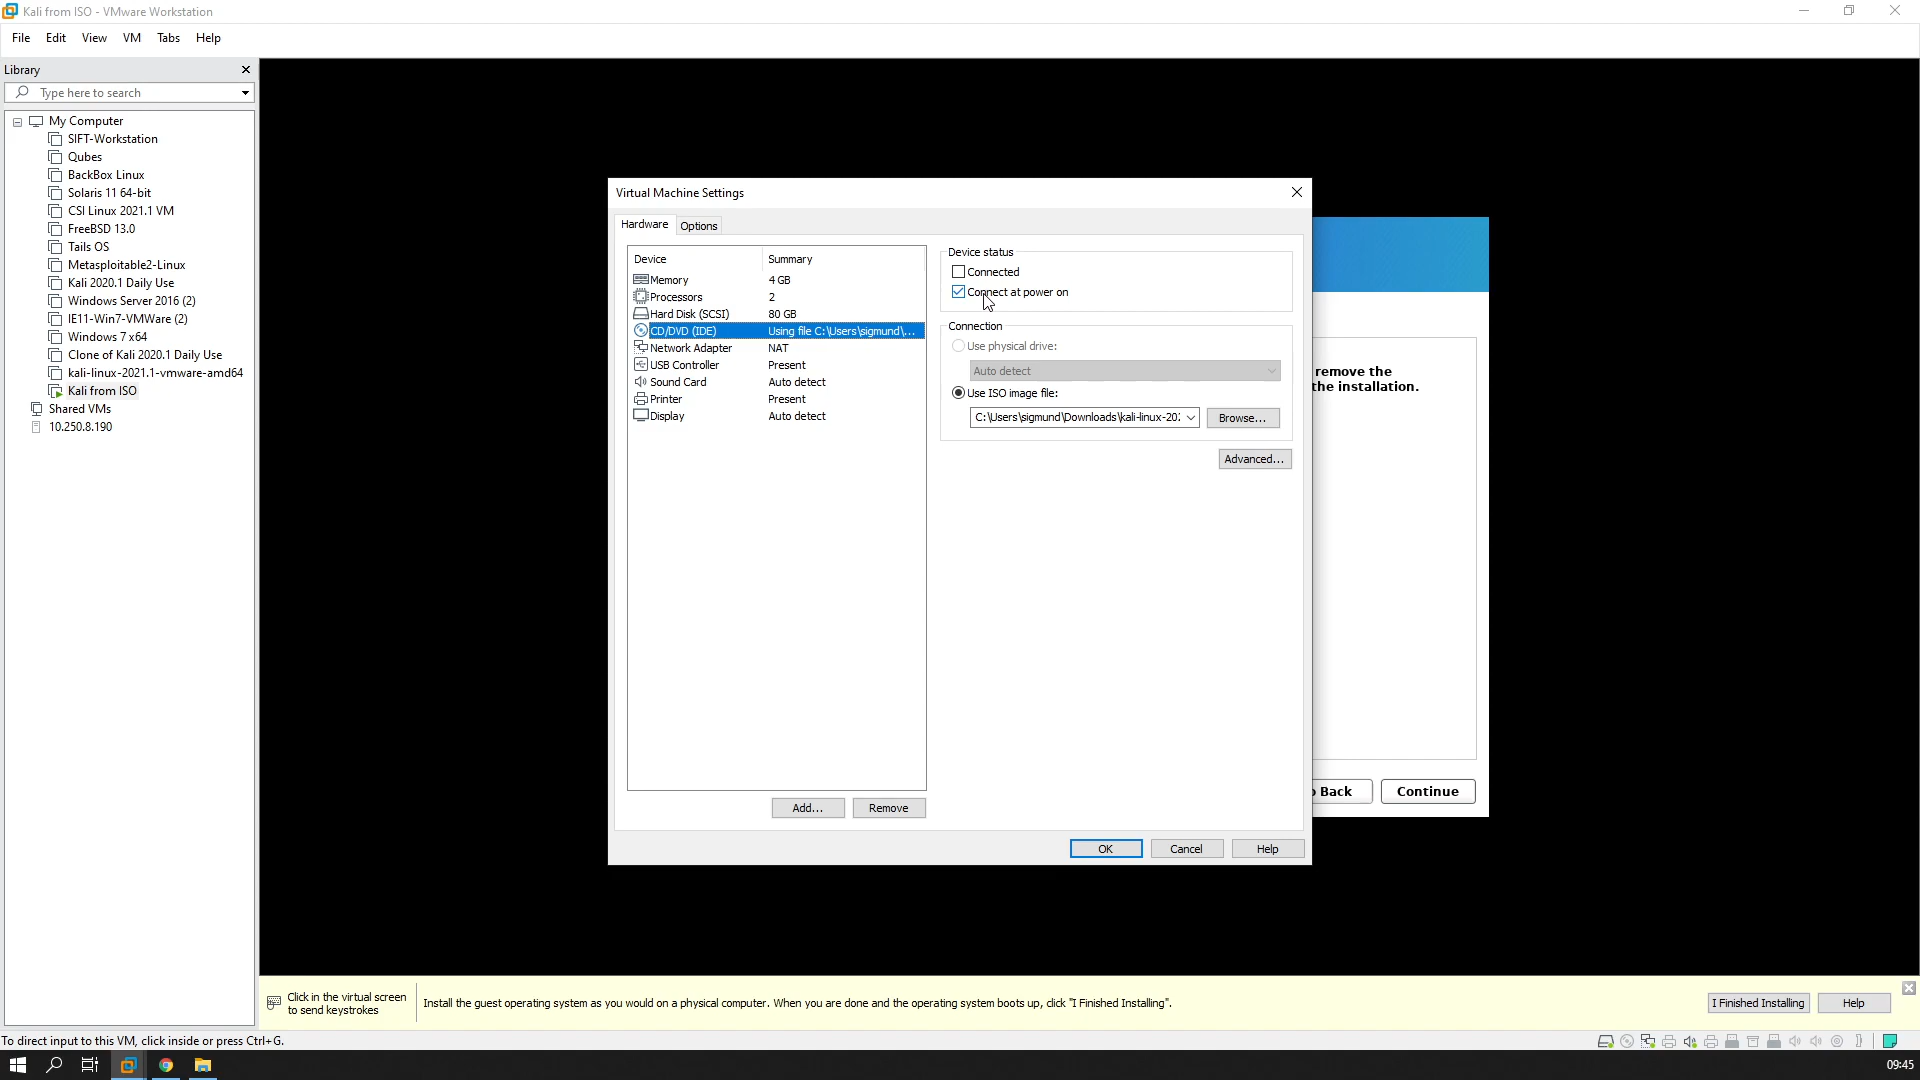 Kali from ISO - VMware Workstation
File Edit View VM Tabs Help
Library
Type here to search
My Computer
SIFT-Workstation
Qubes
BackBox Linux
Solaris 11 64-bit
CSI Linux 2021.1 VM
FreeBSD 13.0
Tails OS
Metasploitable2-Linux
Kali 2020.1 Daily Use
Windows Server 2016 (2)
IE11-Win7-VMWare (2)
Windows 7 x64
Clone of Kali 2020.1 Daily Use
kali-linux-2021.1-vmware-amd64
Kali from ISO
Shared VMs
10.250.8.190
Virtual Machine Settings
Hardware Options
Device Summary
Memory 4 GB
Processors 2
Hard Disk (SCSI) 80 GB
CD/DVD (IDE) Using file C:\Users\sigmund\...
Network Adapter NAT
USB Controller Present
Sound Card Auto detect
Printer Present
Display Auto detect
Add... Remove
Device status
Connected
Connect at power on
Connection
Use physical drive:
Auto detect
Use ISO image file:
C:\Users\sigmund\Downloads\kali-linux-202 Browse...
Advanced...
OK Cancel Help
remove the
the installation.
Back Continue
Click in the virtual screen
to send keystrokes
Install the guest operating system as you would on a physical computer. When you are done and the operating system boots up, click "I Finished Installing".
I Finished Installing Help
To direct input to this VM, click inside or press Ctrl+G.
09:45